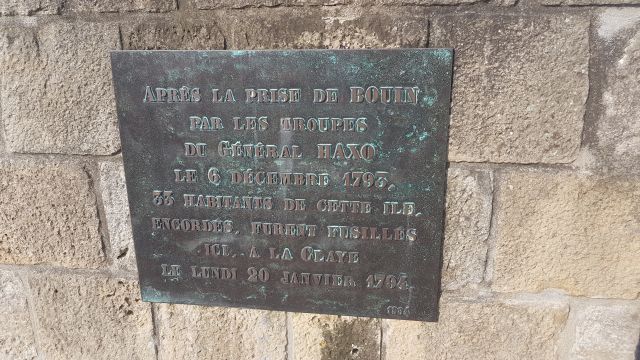 APRÈS LA PRISE DE BOUIN
PAR LES TROUPES
DU GÉNÉRAL HAXO
LE 6 DÉCEMBRE 1793,
33 HABITANTS DE CETTE ILE,
ENCORDÉS, FURENT FUSILLÉS
ICI, A LA CLAYE
LE LUNDI 20 JANVIER 1794
1994